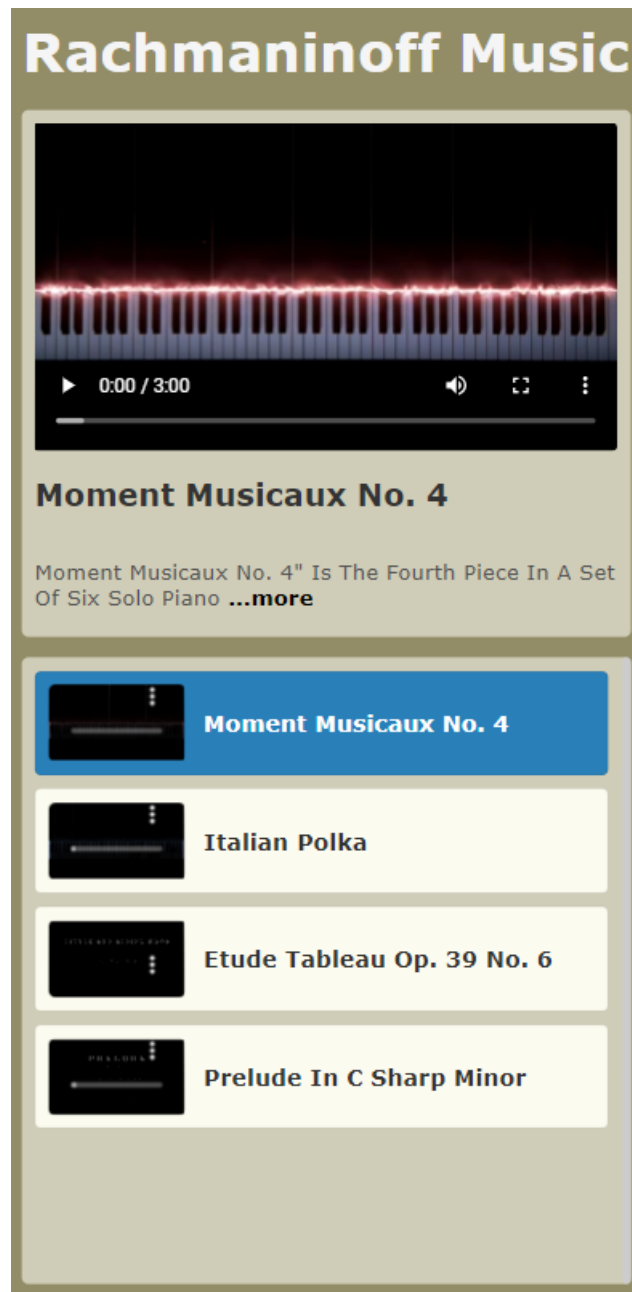 Rachmaninoff Music
0:00 / 3:00
Moment Musicaux No. 4
Moment Musicaux No. 4" Is The Fourth Piece In A Set
Of Six Solo Piano ...more
Moment Musicaux No. 4
Italian Polka
Etude Tableau Op. 39 No. 6
PRELUDE
Prelude In C Sharp Minor